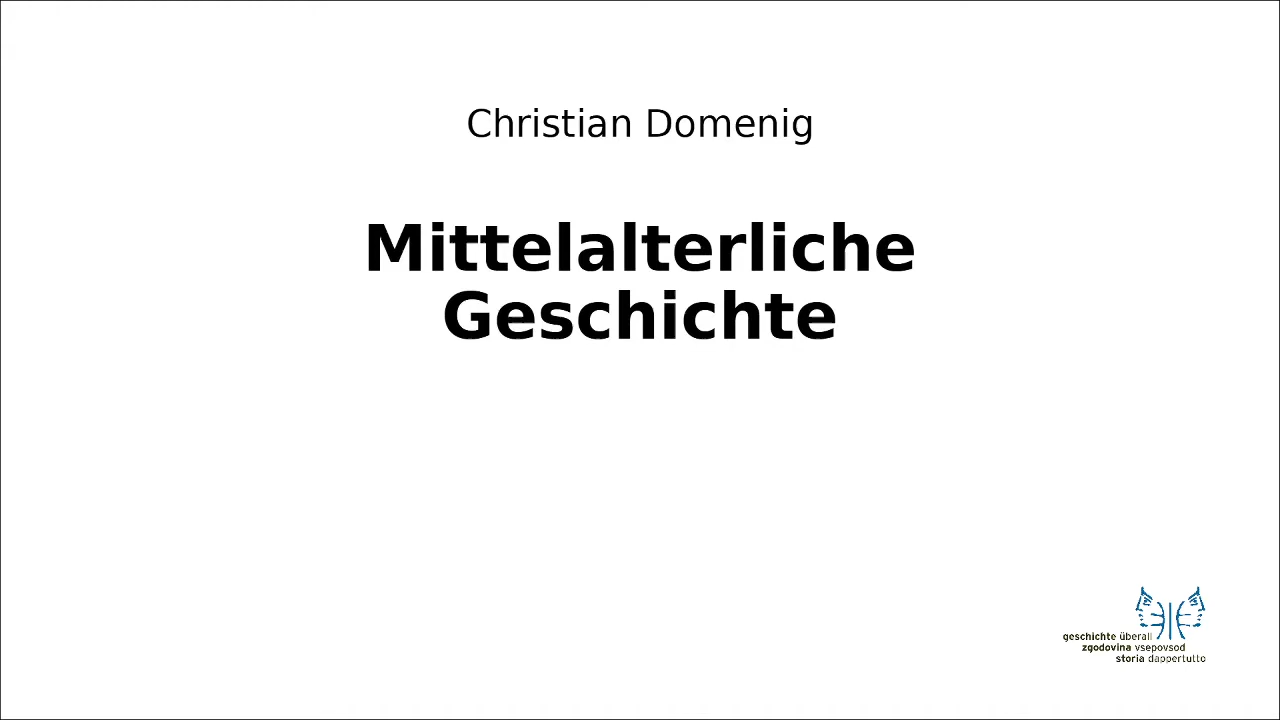 Christian Domenig
Mittelalterliche
Geschichte
geschichte überall
zgodovina vsepovsod
storia dappertutto